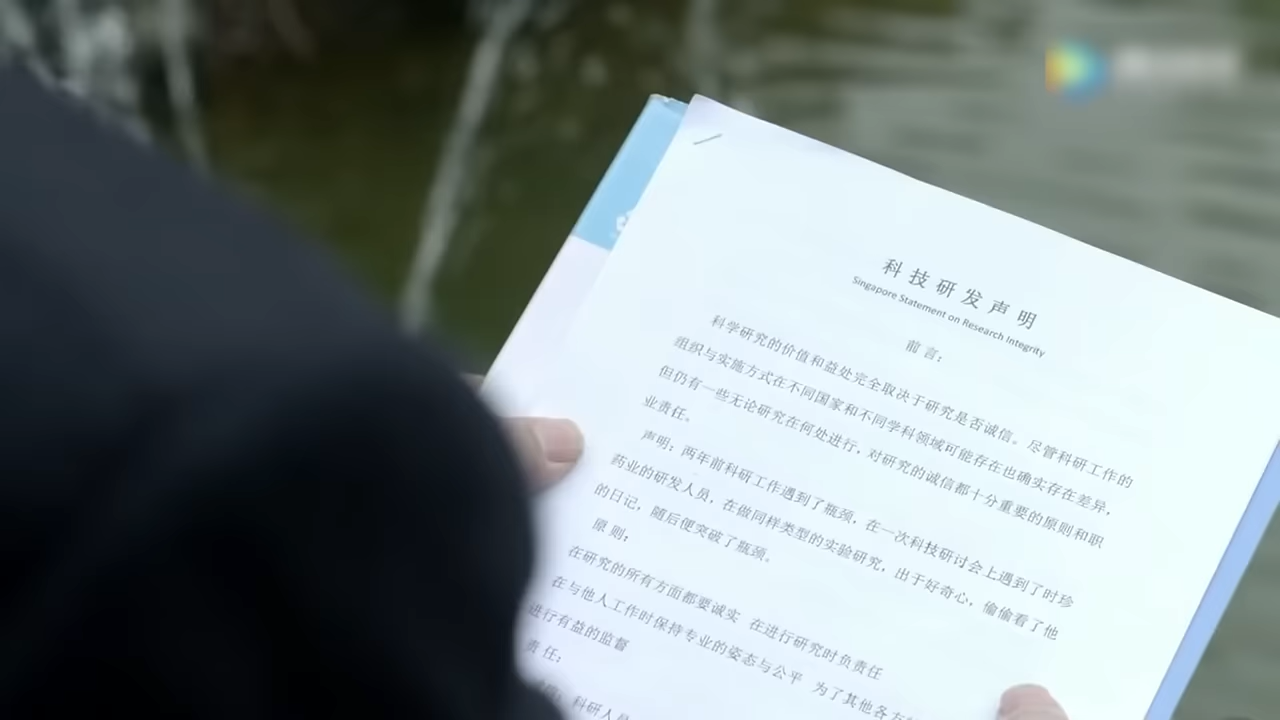 科技研发声明
Singapore Statement on Research Integrity
前言:
科学研究的价值和益处完全取决于研究是否诚信。尽管科研工作的
组织与实施方式在不同国家和不同学科领域可能存在也确实存在差异,
但仍有一些无论研究在何处进行,对研究的诚信都十分重要的原则和职
业责任。
声明:两年前科研工作遇到了瓶颈,在一次科技研讨会上遇到了时珍
药业的研发人员,在做同样类型的实验研究,出于好奇心,偷偷看了他
的日记,随后便突破了瓶颈。
原则:
在研究的所有方面都要诚实 在进行研究时负责任
在与他人工作时保持专业的姿态与公平 为了其他各方
进行有益的监督
责任:
科研人员